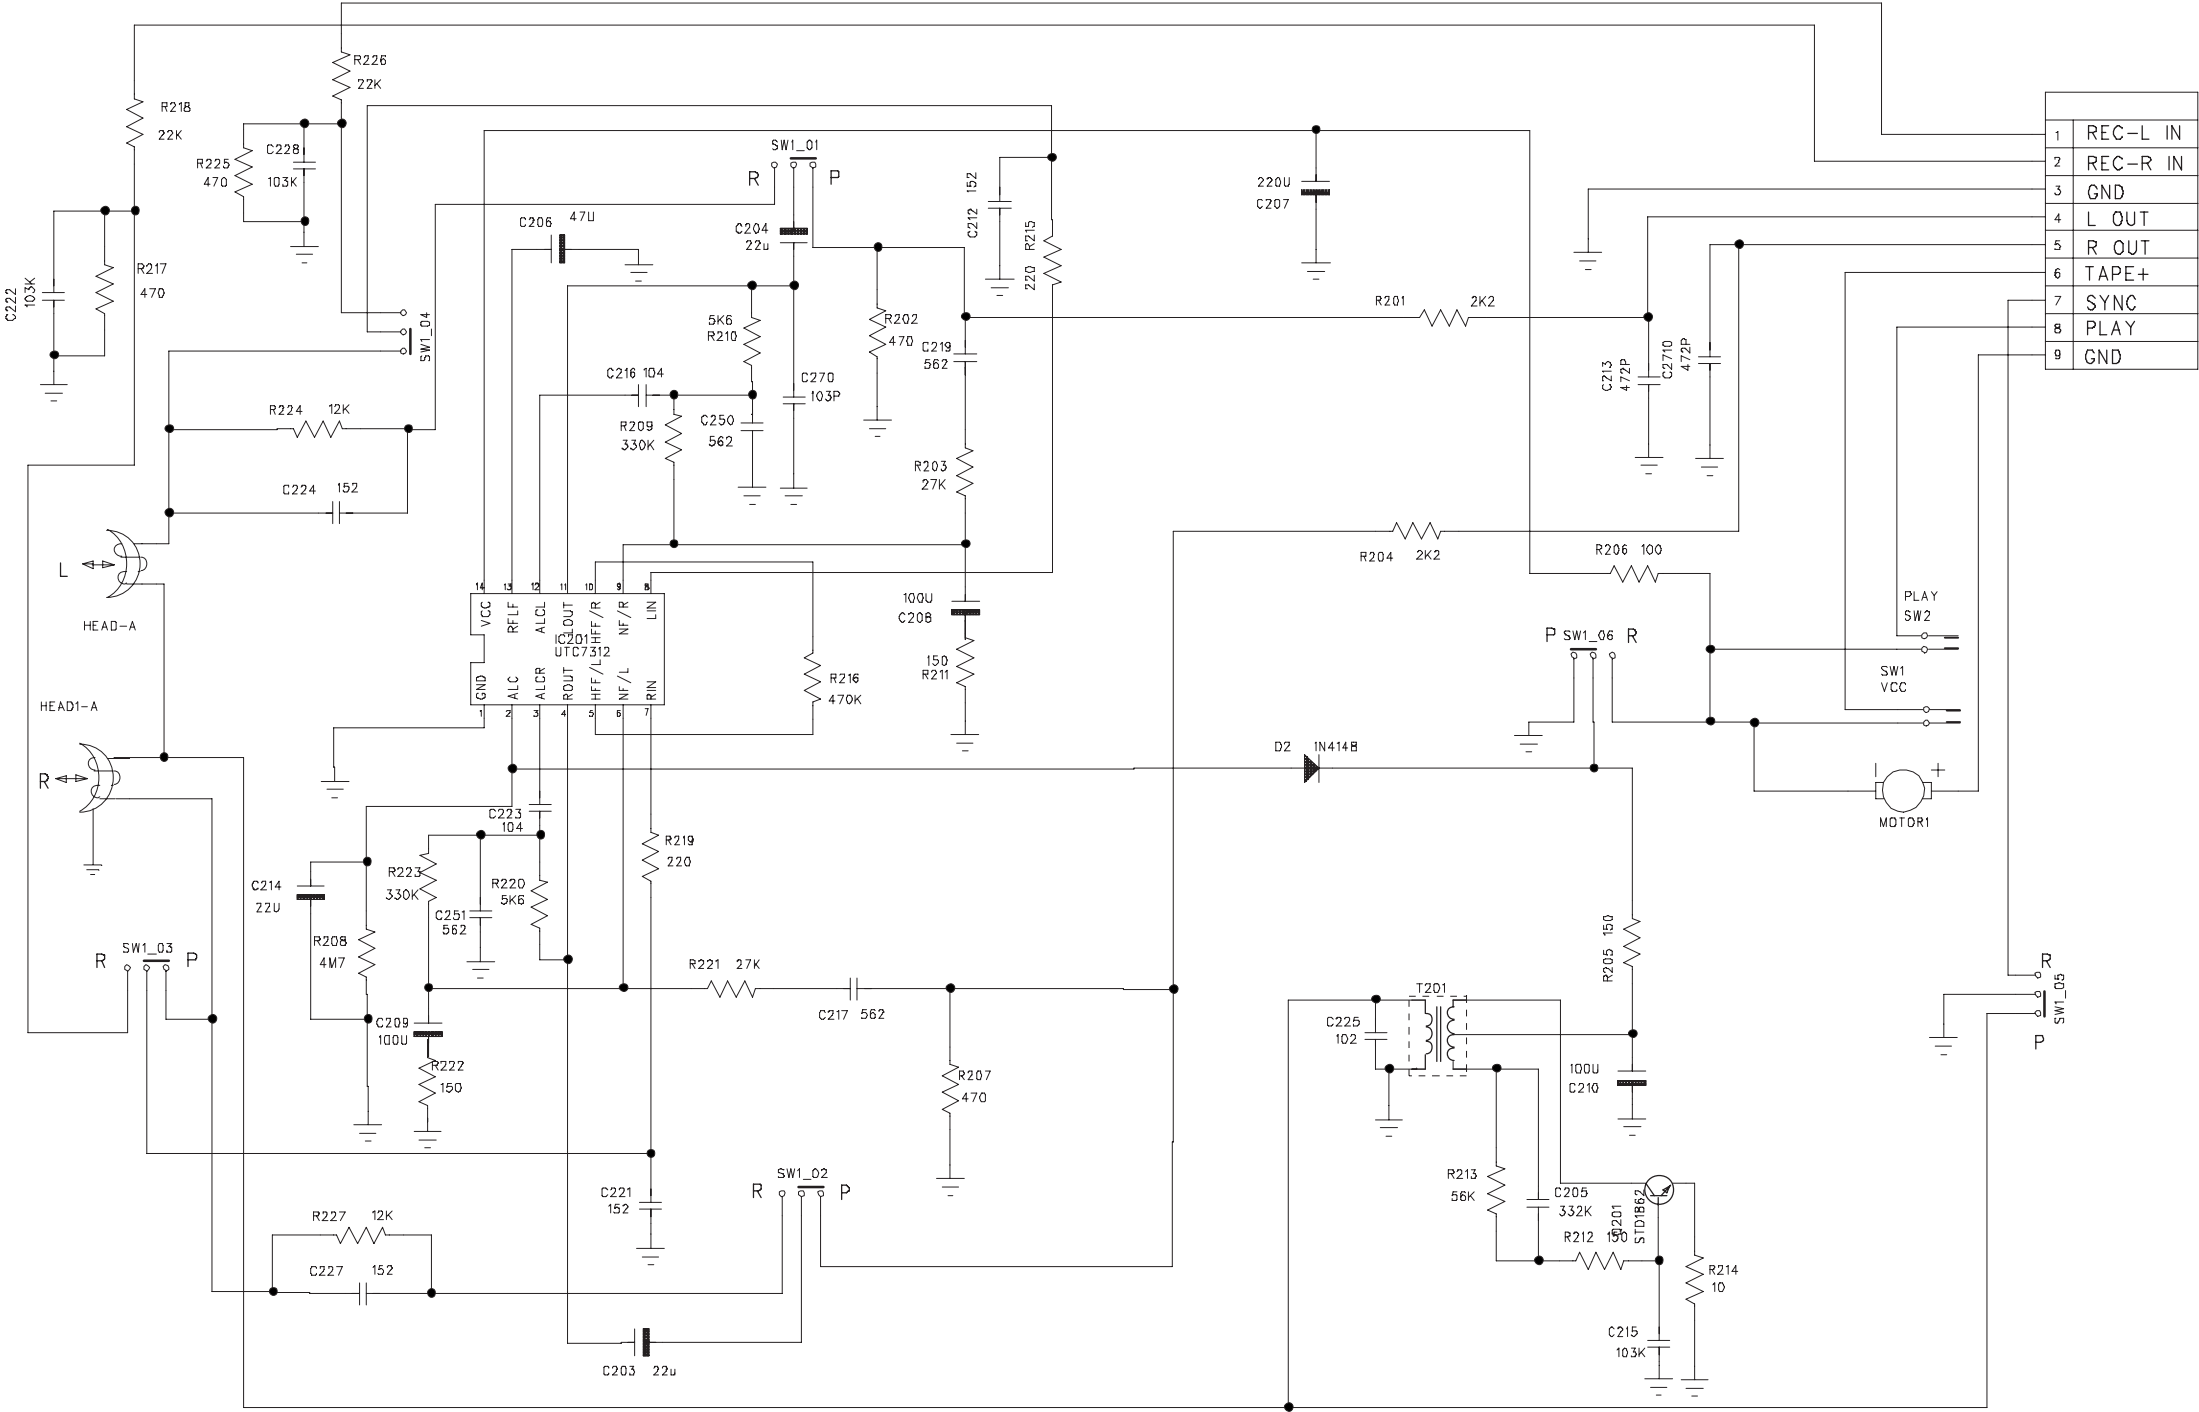 R226
22K
R218
22K
C228
R225
470
103K
R217
470
C222
103K
SW1_04
R224 12K
C224 152
L
HEAD-A
HEAD1-A
R
SW1_01
R P
C206 47U
C204
22u
C212 152
R215
220
220U
C207
5K6
R210
R202
470
C219
562
C216 104
C270
103P
R209
330K
C250
562
R203
27K
R201 2K2
C213
472P
C2710
472P
R204 2K2
R206 100
1 REC-L IN
2 REC-R IN
3 GND
4 L OUT
5 R OUT
6 TAPE+
7 SYNC
8 PLAY
9 GND
14 13 12 11 10 9 8
VCC RFLF ALCL LOUT HFF/R NF/R LIN
IC201
UTC7312
GND ALC ALCR ROUT HFF/L NF/L RIN
1 2 3 4 5 6 7
100U
C208
150
R211
R216
470K
PLAY
SW2
SW1
VCC
P SW1_06 R
D2 1N4148
MOTOR1
+
C223
104
R219
220
C214
22U
R223
330K
R220
5K6
C251
562
R208
4M7
SW1_03
R P
R221 27K
C217 562
C209
100U
R222
150
R207
470
T201
C225
102
R205 150
100U
C210
R
SW1_05
P
SW1_02
R P
C221
152
R227 12K
C227 152
C203 22u
R213
56K
C205
332K
Q201
STD1862
R212 150
R214
10
C215
103K